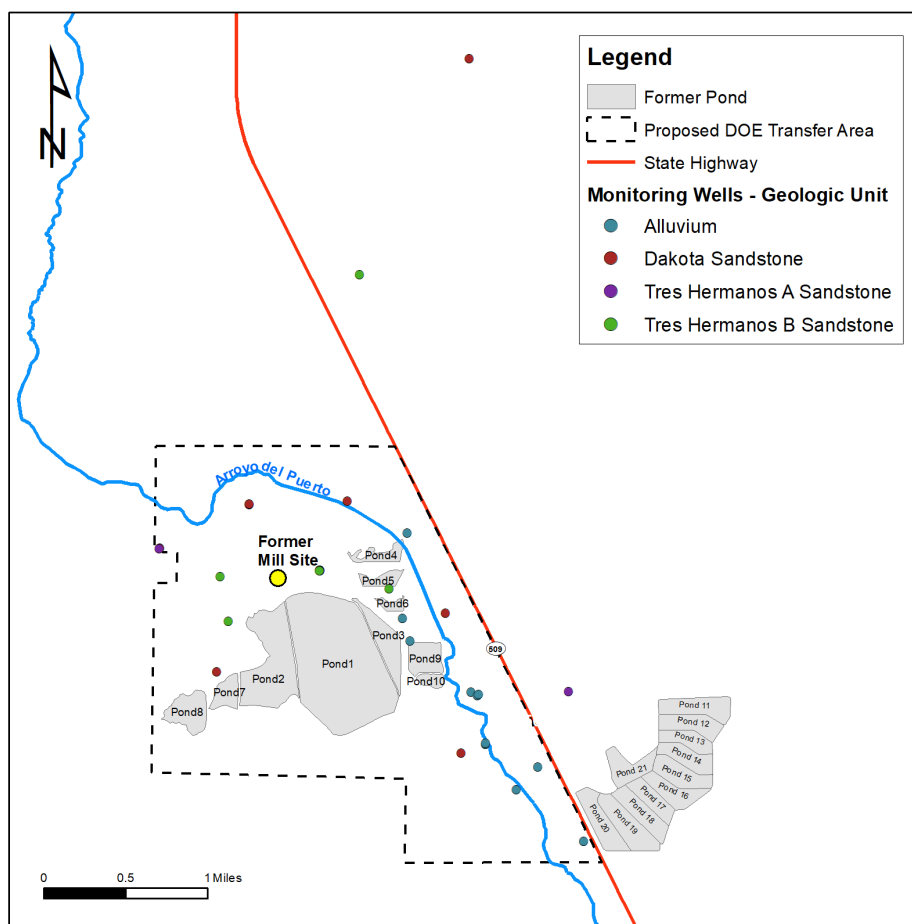 Legend
Former Pond
Proposed DOE Transfer Area
State Highway
Monitoring Wells - Geologic Unit
Alluvium
Dakota Sandstone
Tres Hermanos A Sandstone
Tres Hermanos B Sandstone
N
Arroyo del Puerto
Former
Mill Site
Pond4
Pond5
Pond6
Pond3
Pond9
Pond10
Pond1
Pond2
Pond7
Pond8
509
Pond 11
Pond 12
Pond 13
Pond 14
Pond 15
Pond 16
Pond 21
Pond 17
Pond 18
Pond 19
Pond 20
0 0.5 1 Miles